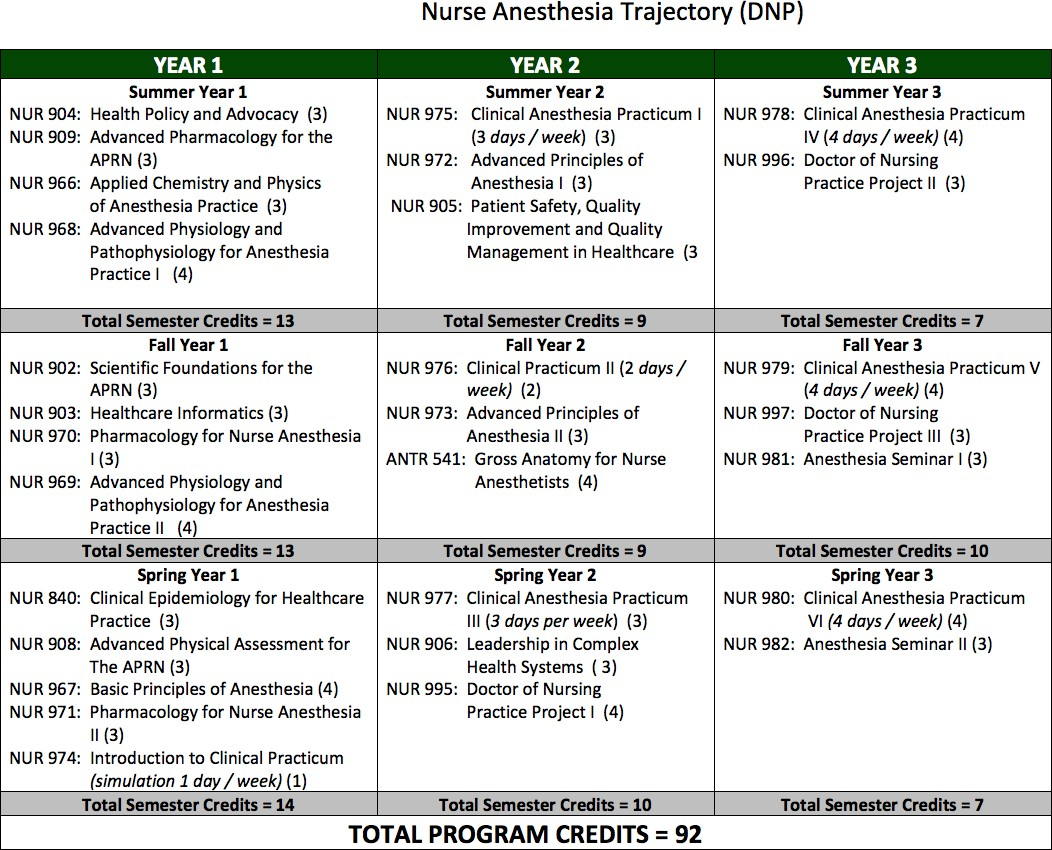 Nurse Anesthesia Trajectory (DNP)
YEAR 1
Summer Year 1
NUR 904: Health Policy and Advocacy (3)
NUR 909: Advanced Pharmacology for the
APRN (3)
NUR 966: Applied Chemistry and Physics
of Anesthesia Practice (3)
NUR 968: Advanced Physiology and
Pathophysiology for Anesthesia
Practice I (4)
Total Semester Credits = 13
Fall Year 1
NUR 902: Scientific Foundations for the
APRN (3)
NUR 903: Healthcare Informatics (3)
NUR 970: Pharmacology for Nurse Anesthesia
I (3)
NUR 969: Advanced Physiology and
Pathophysiology for Anesthesia
Practice II (4)
Total Semester Credits = 13
Spring Year 1
NUR 840: Clinical Epidemiology for Healthcare
Practice (3)
NUR 908: Advanced Physical Assessment for
The APRN (3)
NUR 967: Basic Principles of Anesthesia (4)
NUR 971: Pharmacology for Nurse Anesthesia
II (3)
NUR 974: Introduction to Clinical Practicum
(simulation 1 day / week) (1)
Total Semester Credits = 14
YEAR 2
Summer Year 2
NUR 975: Clinical Anesthesia Practicum I
(3 days / week) (3)
NUR 972: Advanced Principles of
Anesthesia I (3)
NUR 905: Patient Safety, Quality
Improvement and Quality
Management in Healthcare (3
Total Semester Credits = 9
Fall Year 2
NUR 976: Clinical Practicum II (2 days /
week) (2)
NUR 973: Advanced Principles of
Anesthesia II (3)
ANTR 541: Gross Anatomy for Nurse
Anesthetists (4)
Total Semester Credits = 9
Spring Year 2
NUR 977: Clinical Anesthesia Practicum
III (3 days per week) (3)
NUR 906: Leadership in Complex
Health Systems ( 3)
NUR 995: Doctor of Nursing
Practice Project I (4)
Total Semester Credits = 10
YEAR 3
Summer Year 3
NUR 978: Clinical Anesthesia Practicum
IV (4 days / week) (4)
NUR 996: Doctor of Nursing
Practice Project II (3)
Total Semester Credits = 7
Fall Year 3
NUR 979: Clinical Anesthesia Practicum V
(4 days / week) (4)
NUR 997: Doctor of Nursing
Practice Project III (3)
NUR 981: Anesthesia Seminar I (3)
Total Semester Credits = 10
Spring Year 3
NUR 980: Clinical Anesthesia Practicum
VI (4 days / week) (4)
NUR 982: Anesthesia Seminar II (3)
Total Semester Credits = 7
TOTAL PROGRAM CREDITS = 92